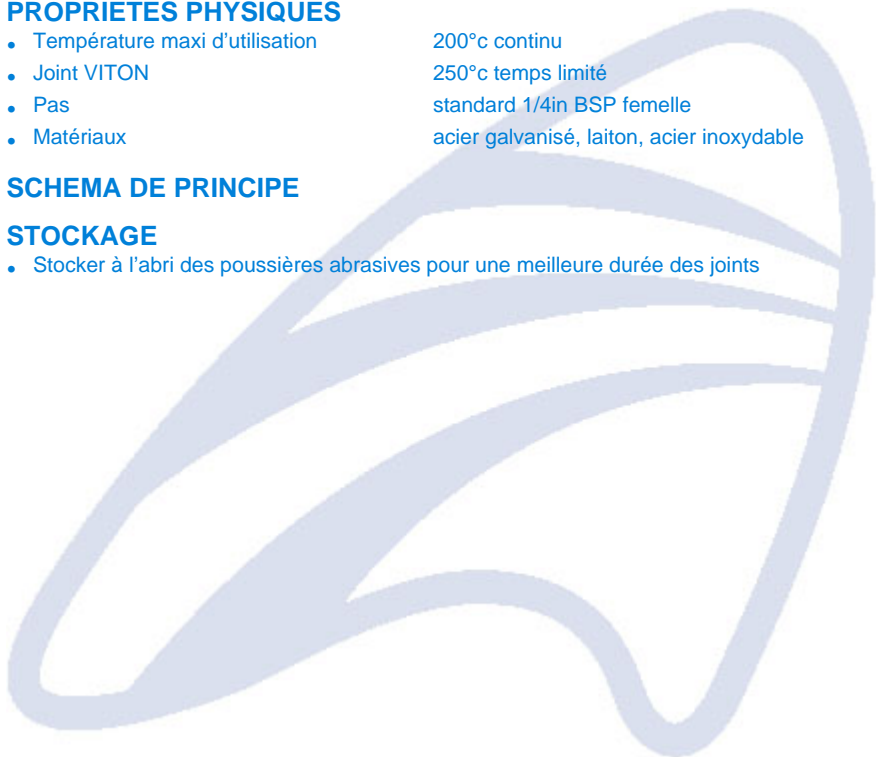 PROPRIETES PHYSIQUES
• Température maxi d'utilisation 200°c continu
• Joint VITON 250°c temps limité
• Pas standard 1/4in BSP femelle
• Matériaux acier galvanisé, laiton, acier inoxydable
SCHEMA DE PRINCIPE
STOCKAGE
• Stocker à l'abri des poussières abrasives pour une meilleure durée des joints